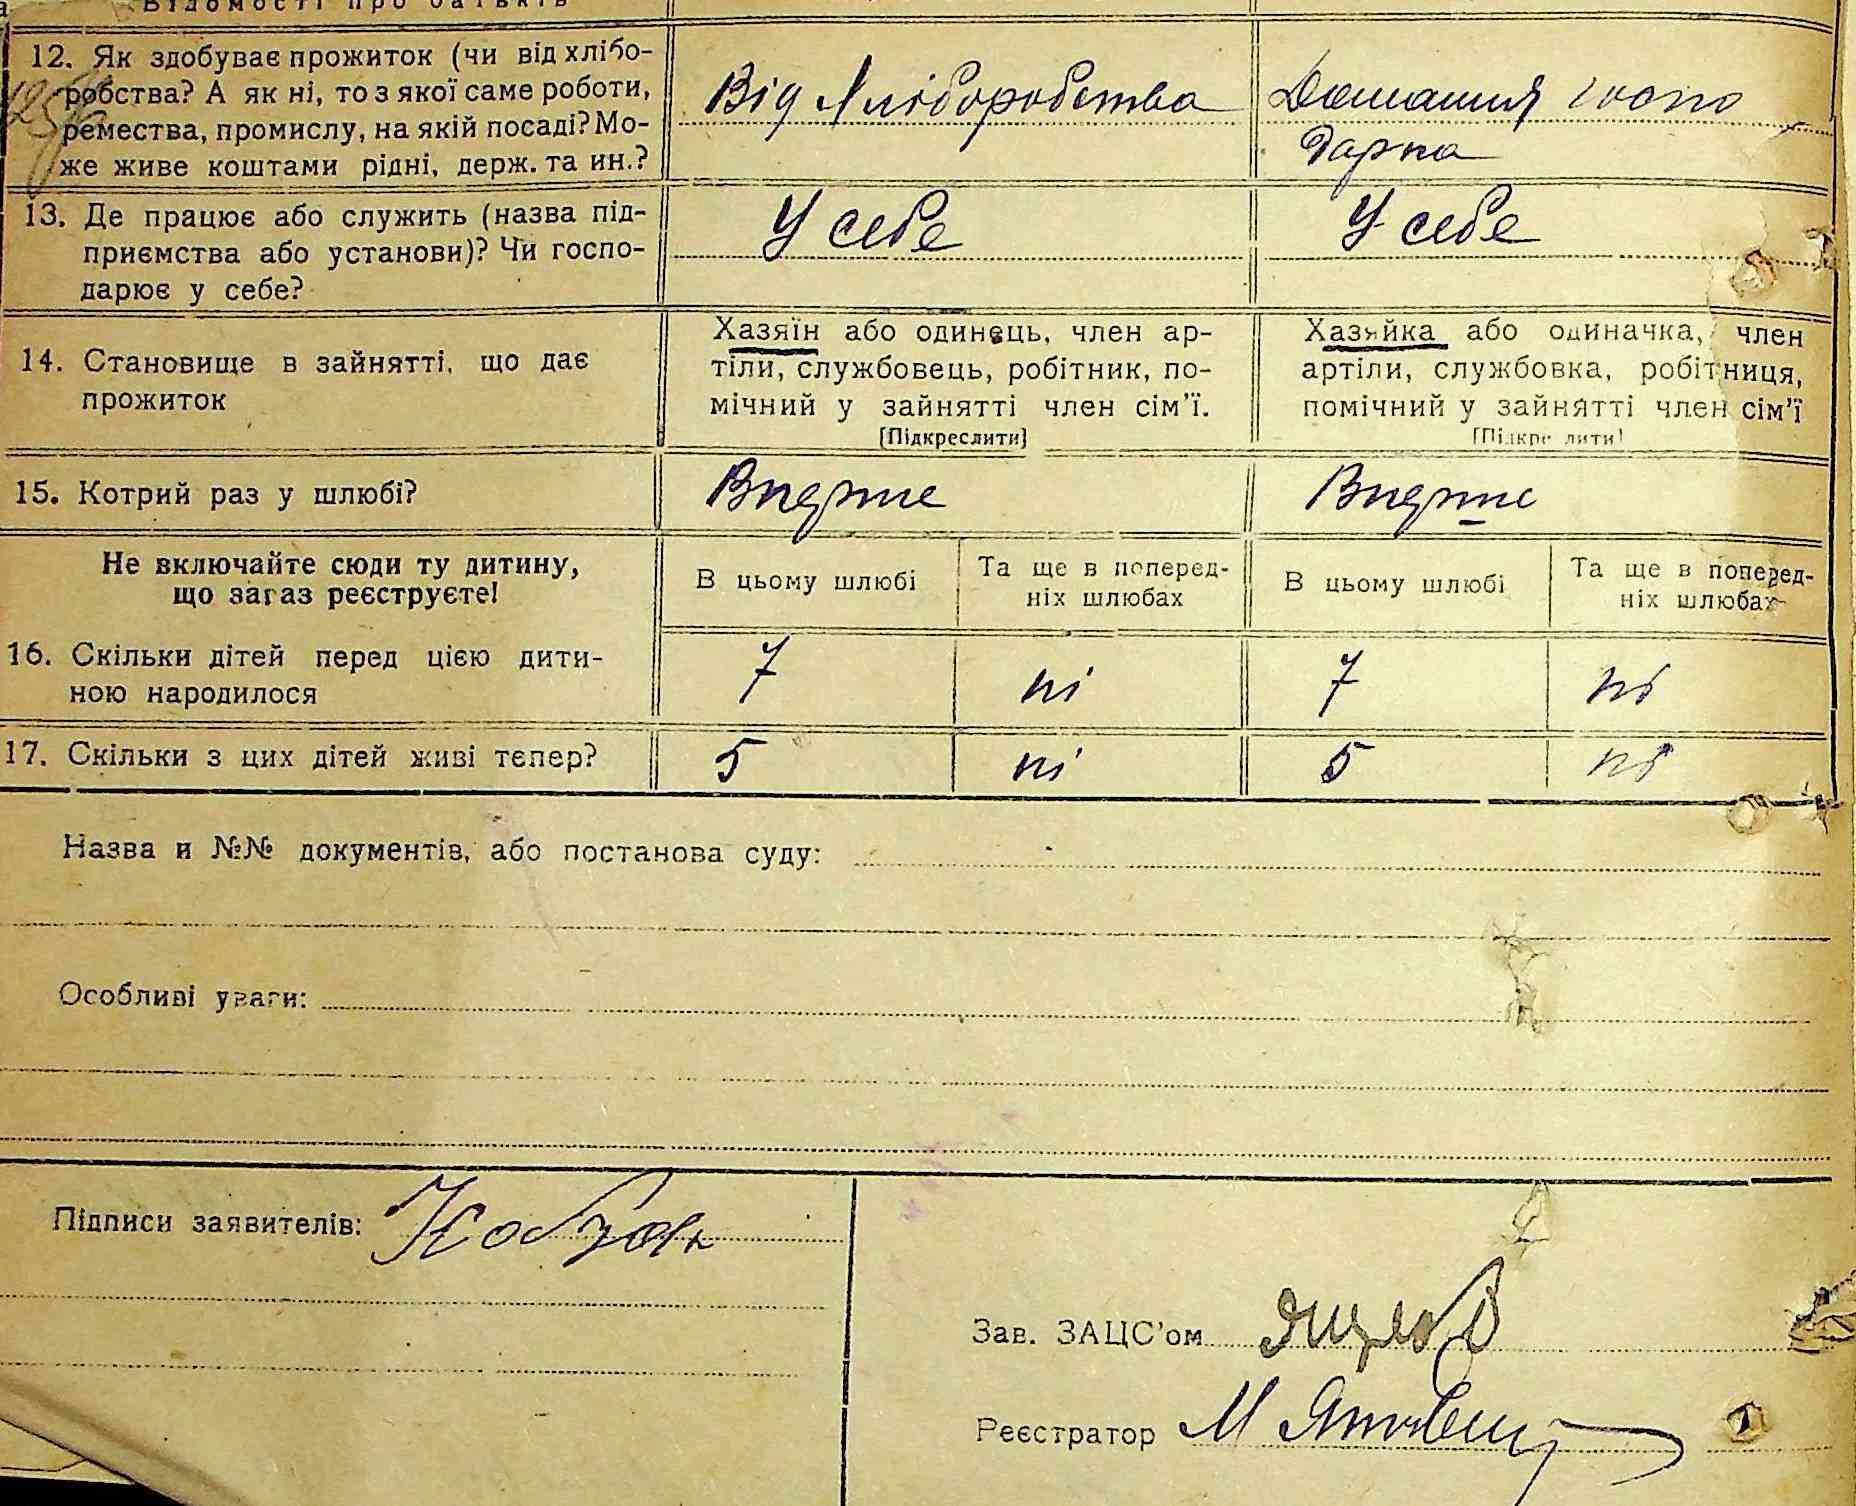 Відомості про батьків
12. Як здобуває прожиток (чи від хлібо-
робства? А як ні, то з якої саме роботи,
ремества, промислу, на якій посаді? Мо-
же живе коштами рідні, держ. та ин.?
Від Хліборобства
Домашня госпо
дарка
13. Де працює або служить (назва під-
приємства або установи)? Чи госпо-
дарює у себе?
У себе
У себе
14. Становище в зайнятті, що дає
прожиток
Хазяїн або одинець, член ар-
тіли, службовець, робітник, по-
мічний у зайнятті член сім'ї.
[Підкреслити]
Хазяйка або одиначка, член
артіли, службовка, робітниця,
помічний у зайнятті член сім'ї
[Підкреслити]
15. Котрий раз у шлюбі?
Вперше
Вперше
Не включайте сюди ту дитину,
що зараз реєструєте!
В цьому шлюбі
Та ще в поперед-
ніх шлюбах
В цьому шлюбі
Та ще в поперед-
ніх шлюбах
16. Скільки дітей перед цією дити-
ною народилося
7 ні 7 ні
17. Скільки з цих дітей живі тепер?
5 ні 5 ні
Назва и №№ документів, або постанова суду:
Особливі уваги:
Підписи заявителів:
Зав. ЗАЦС'ом
Реєстратор М